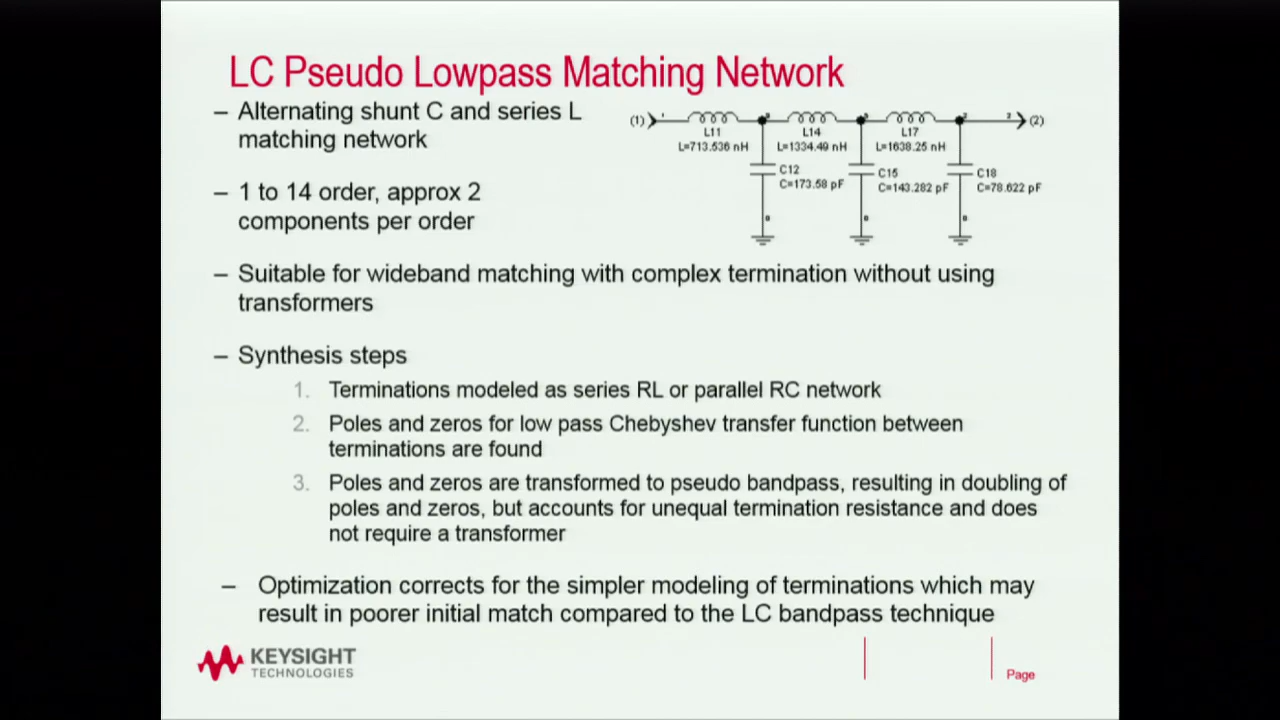 LC Pseudo Lowpass Matching Network
– Alternating shunt C and series L
matching network
– 1 to 14 order, approx 2
components per order
(1)
L11
L=713.536 nH
L14
L=1334.49 nH
L17
L=1638.25 nH
(2)
C12
C=173.58 pF
C15
C=143.282 pF
C18
C=78.622 pF
– Suitable for wideband matching with complex termination without using
transformers
– Synthesis steps
1. Terminations modeled as series RL or parallel RC network
2. Poles and zeros for low pass Chebyshev transfer function between
terminations are found
3. Poles and zeros are transformed to pseudo bandpass, resulting in doubling of
poles and zeros, but accounts for unequal termination resistance and does
not require a transformer
– Optimization corrects for the simpler modeling of terminations which may
result in poorer initial match compared to the LC bandpass technique
KEYSIGHT
TECHNOLOGIES
Page